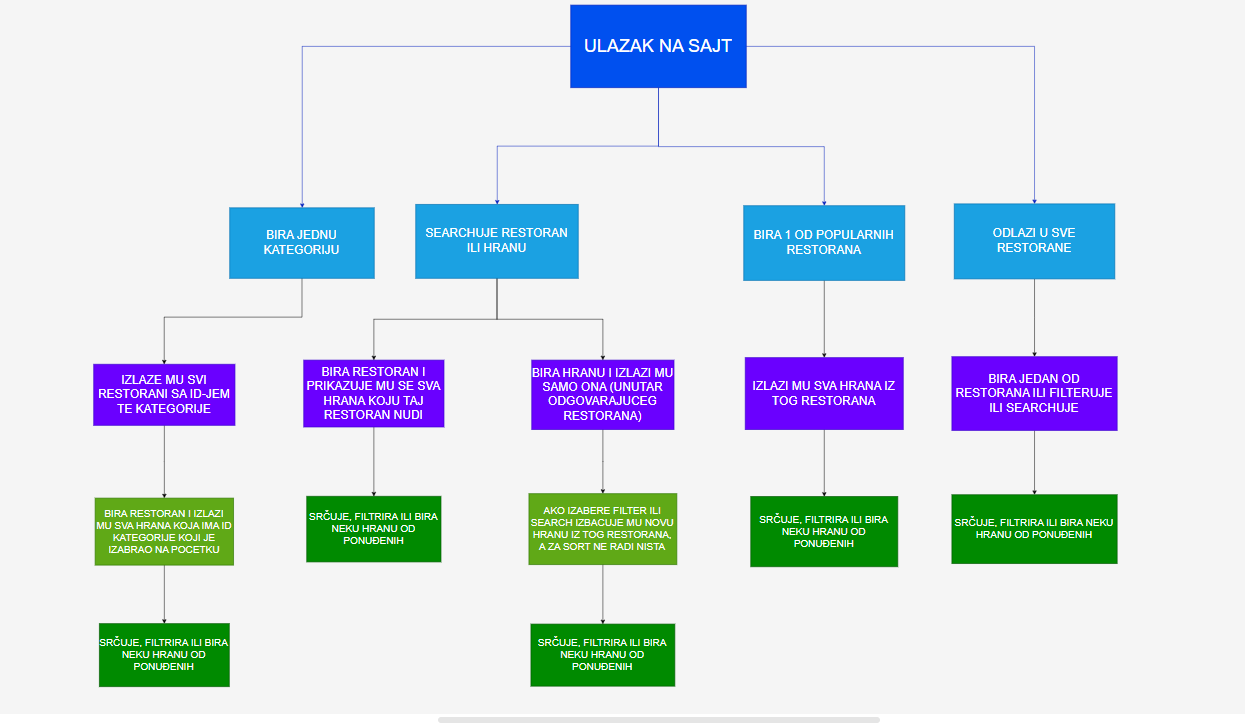 ULAZAK NA SAJT
BIRA JEDNU
KATEGORIJU
SEARCHUJE RESTORAN
ILI HRANU
BIRA 1 OD POPULARNIH
RESTORANA
ODLAZI U SVE
RESTORANE
IZLAZE MU SVI
RESTORANI SA ID-JEM
TE KATEGORIJE
BIRA RESTORAN I
PRIKAZUJE MU SE SVA
HRANA KOJU TAJ
RESTORAN NUDI
BIRA HRANU I IZLAZI MU
SAMO ONA (UNUTAR
ODGOVARAJUCEG
RESTORANA)
IZLAZI MU SVA HRANA IZ
TOG RESTORANA
BIRA JEDAN OD
RESTORANA ILI FILTERUJE
ILI SEARCHUJE
BIRA RESTORAN I IZLAZI
MU SVA HRANA KOJA IMA ID
KATEGORIJE KOJI JE
IZABRAO NA POCETKU
SRČUJE, FILTRIRA ILI BIRA
NEKU HRANU OD
PONUĐENIH
AKO IZABERE FILTER ILI
SEARCH IZBACUJE MU NOVU
HRANU IZ TOG RESTORANA,
A ZA SORT NE RADI NISTA
SRČUJE, FILTRIRA ILI BIRA
NEKU HRANU OD
PONUĐENIH
SRČUJE, FILTRIRA ILI BIRA NEKU
HRANU OD PONUĐENIH
SRČUJE, FILTRIRA ILI BIRA
NEKU HRANU OD
PONUĐENIH
SRČUJE, FILTRIRA ILI BIRA
NEKU HRANU OD
PONUĐENIH